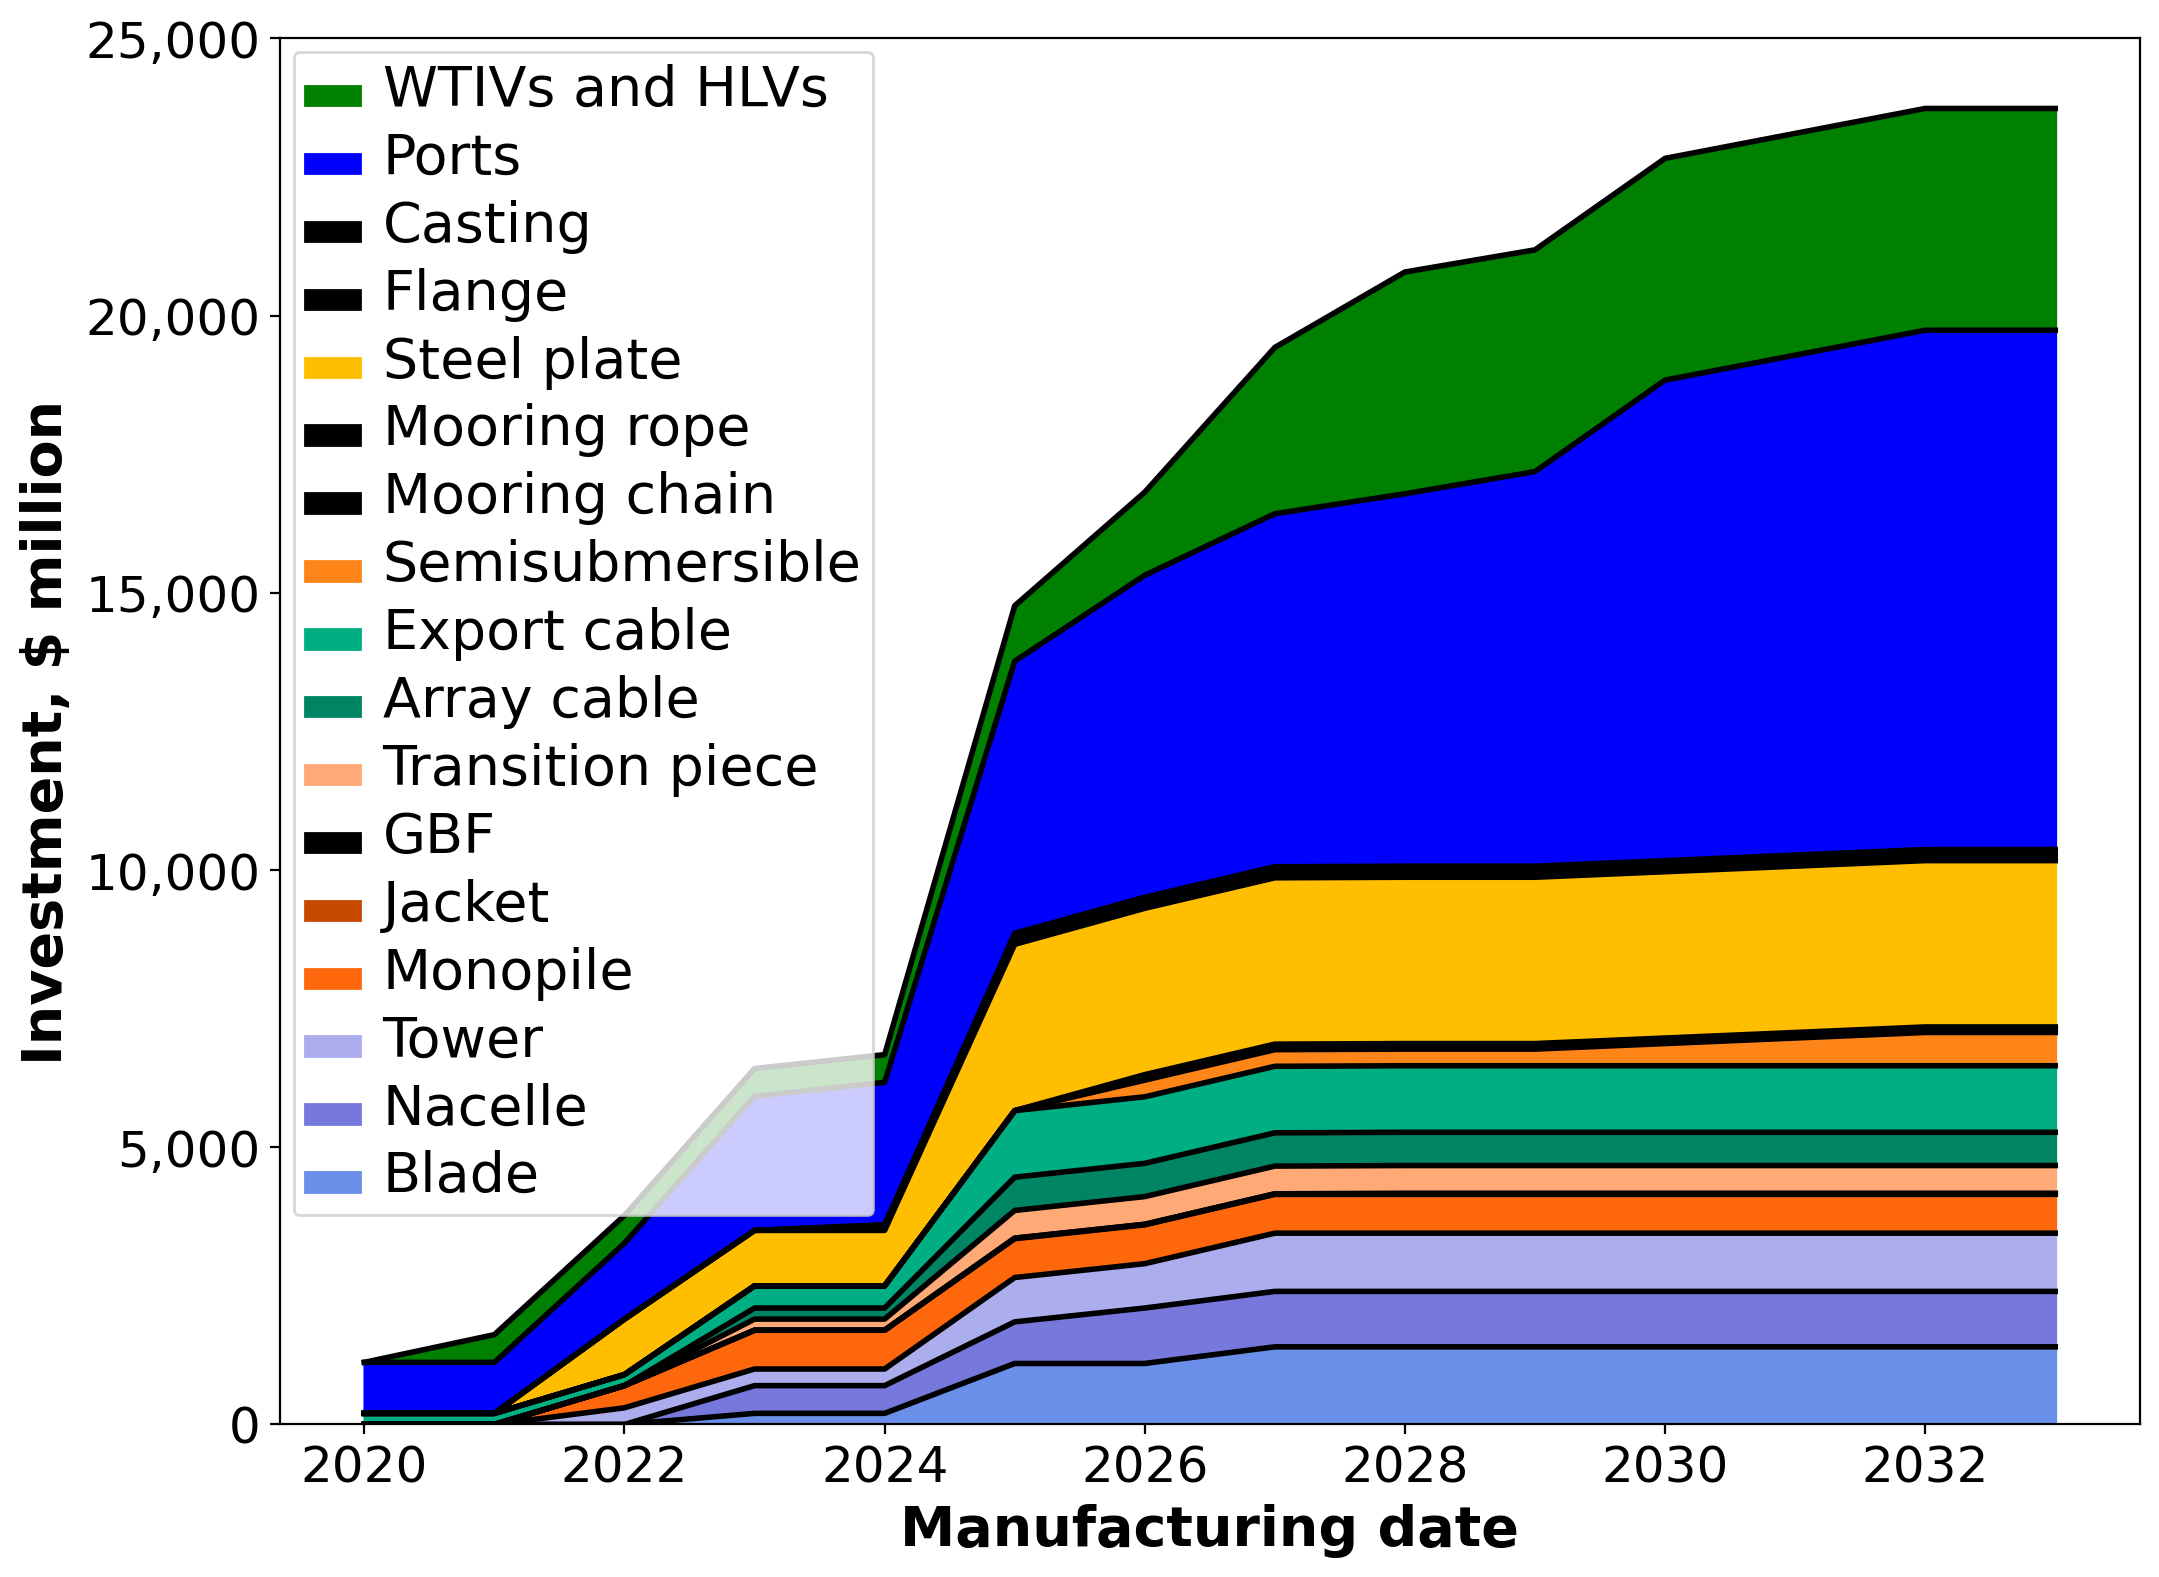 25,000
20,000
15,000
10,000
5,000
0
Investment, $ million
WTIVs and HLVs
Ports
Casting
Flange
Steel plate
Mooring rope
Mooring chain
Semisubmersible
Export cable
Array cable
Transition piece
GBF
Jacket
Monopile
Tower
Nacelle
Blade
2020 2022 2024 2026 2028 2030 2032
Manufacturing date